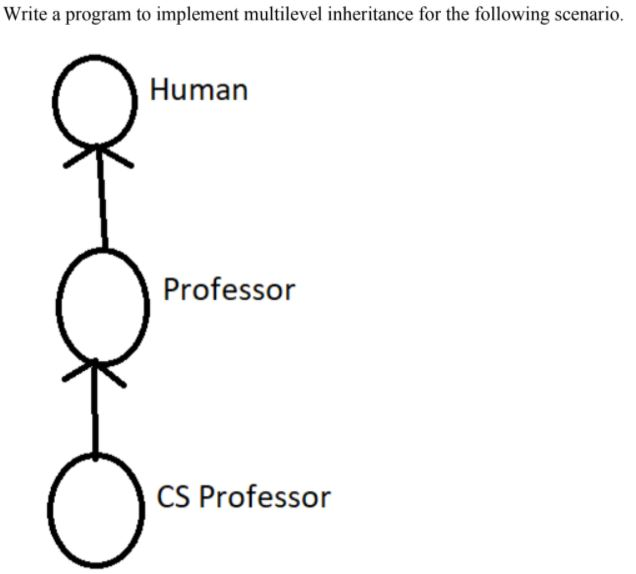 Write a program to implement multilevel inheritance for the following scenario.
Human
Professor
CS Professor